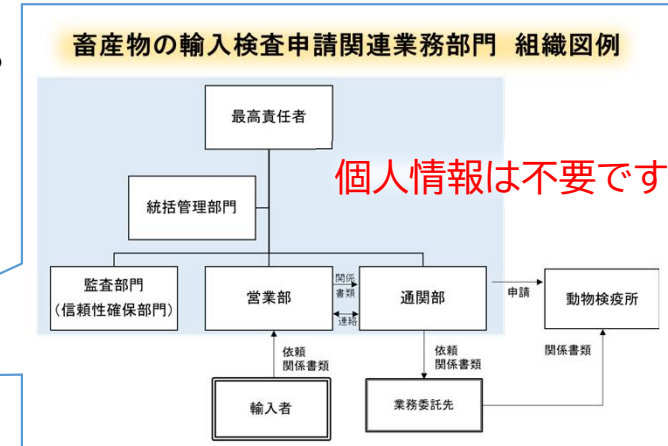 畜産物の輸入検査申請関連業務部門 組織図例
最高責任者
個人情報は不要です
統括管理部門
監査部門
(信頼性確保部門)
営業部
関係
書類
連絡
通関部
申請
動物検疫所
依頼
関係書類
依頼
関係書類
関係書類
輸入者
業務委託先